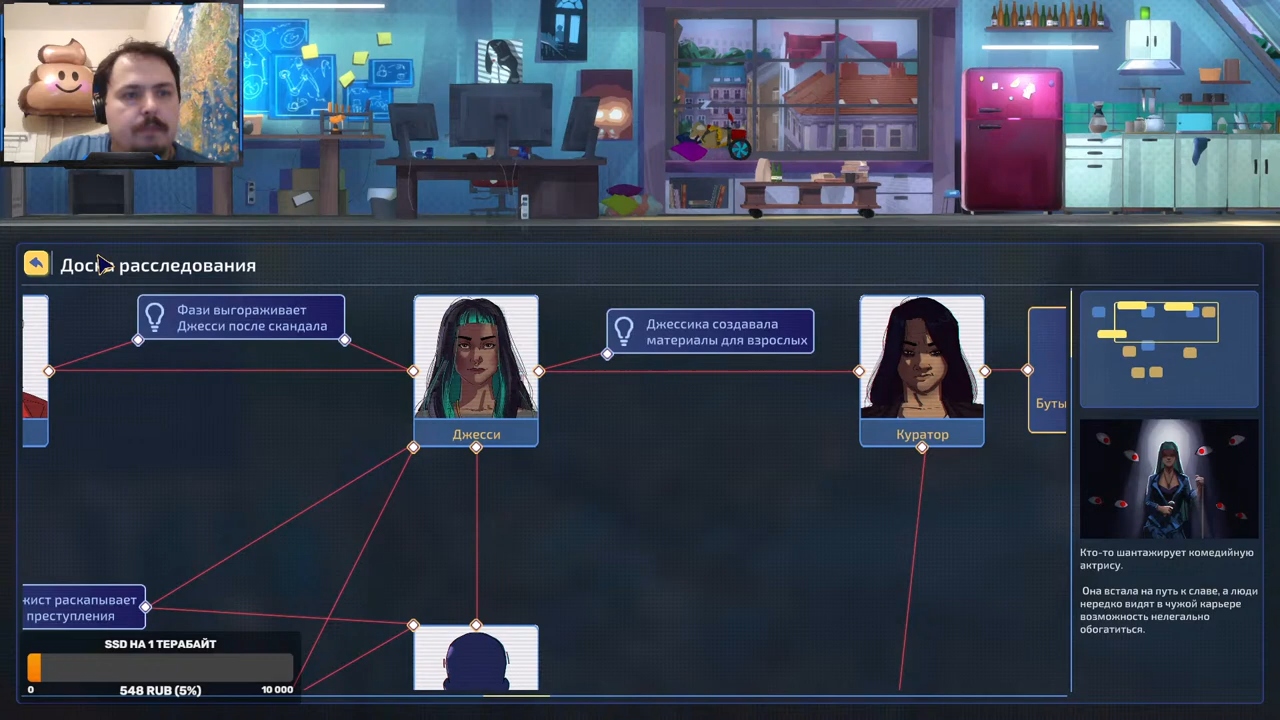 Доска расследования
Фази выгораживает
Джесси после скандала
Джессика создавала
материалы для взрослых
Джесси
Куратор
Буты
жист раскапывает
преступления
Кто-то шантажирует комедийную
актрису.
Она встала на путь к славе, а люди
нередко видят в чужой карьере
возможность нелегально
обогатиться.
SSD НА 1 ТЕРАБАЙТ
0
548 RUB (5%)
10 000